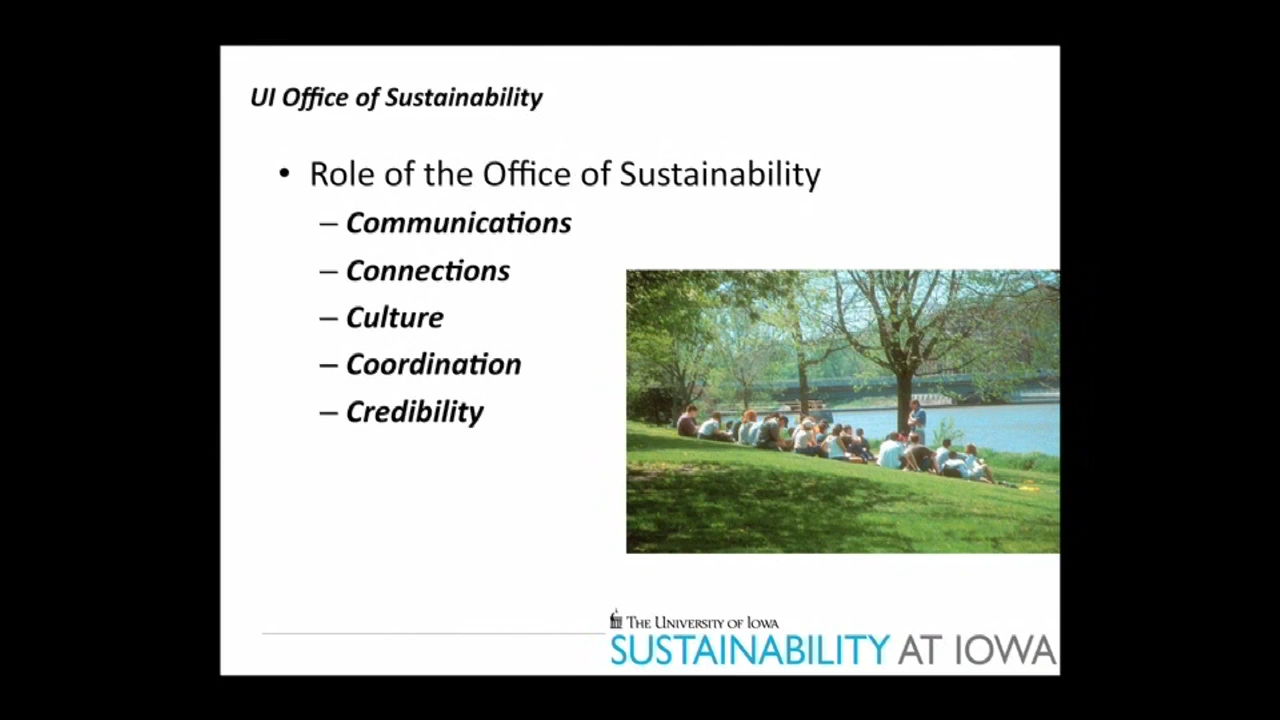 UI Office of Sustainability
• Role of the Office of Sustainability
– Communications
– Connections
– Culture
– Coordination
– Credibility
THE UNIVERSITY OF IOWA
SUSTAINABILITY AT IOWA